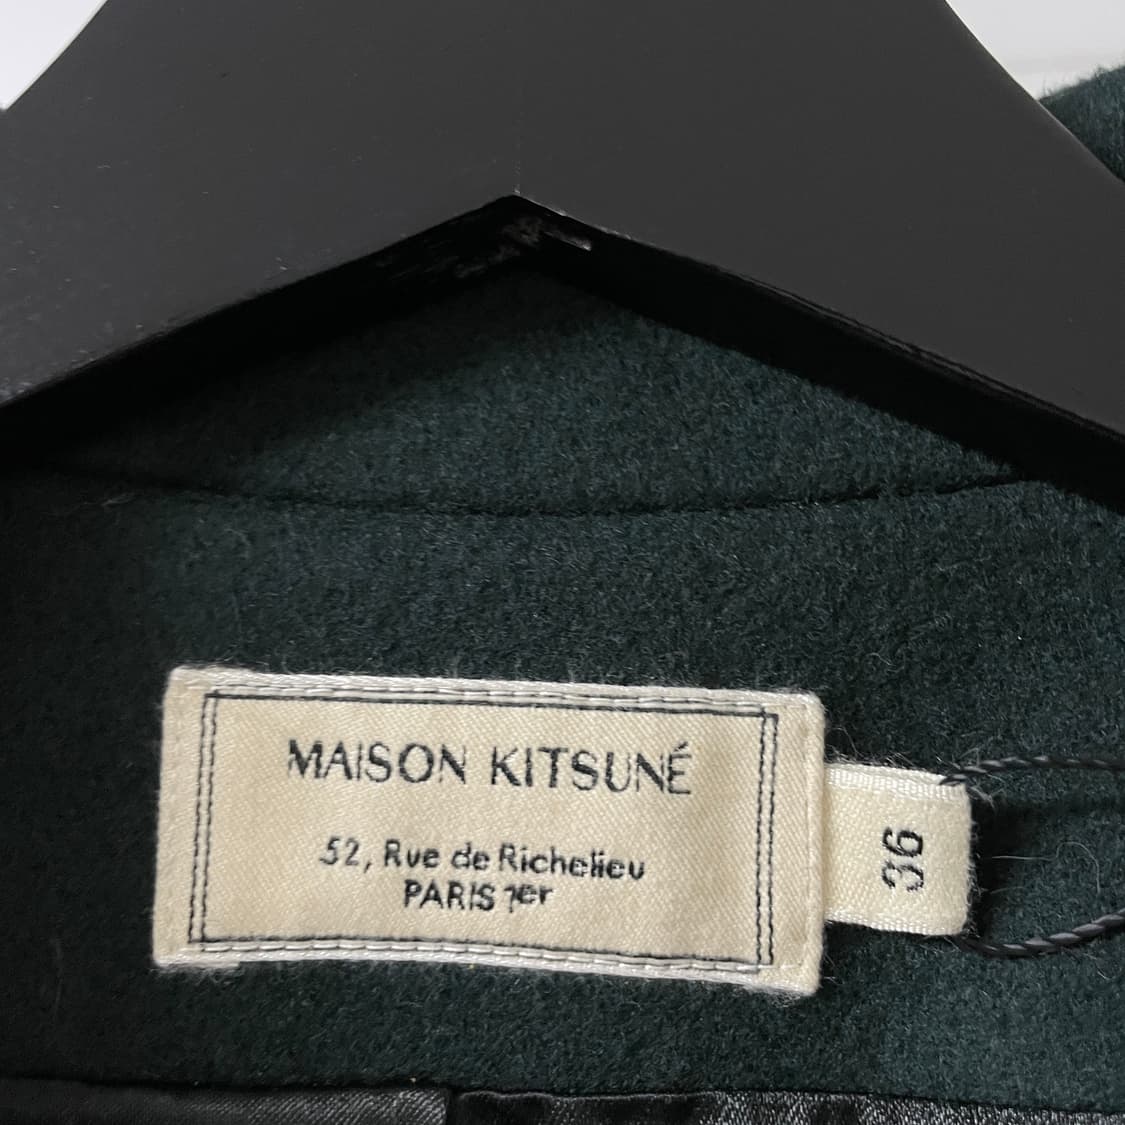 MAISON KITSUNÉ
52, Rue de Richelieu
PARIS 1er
36